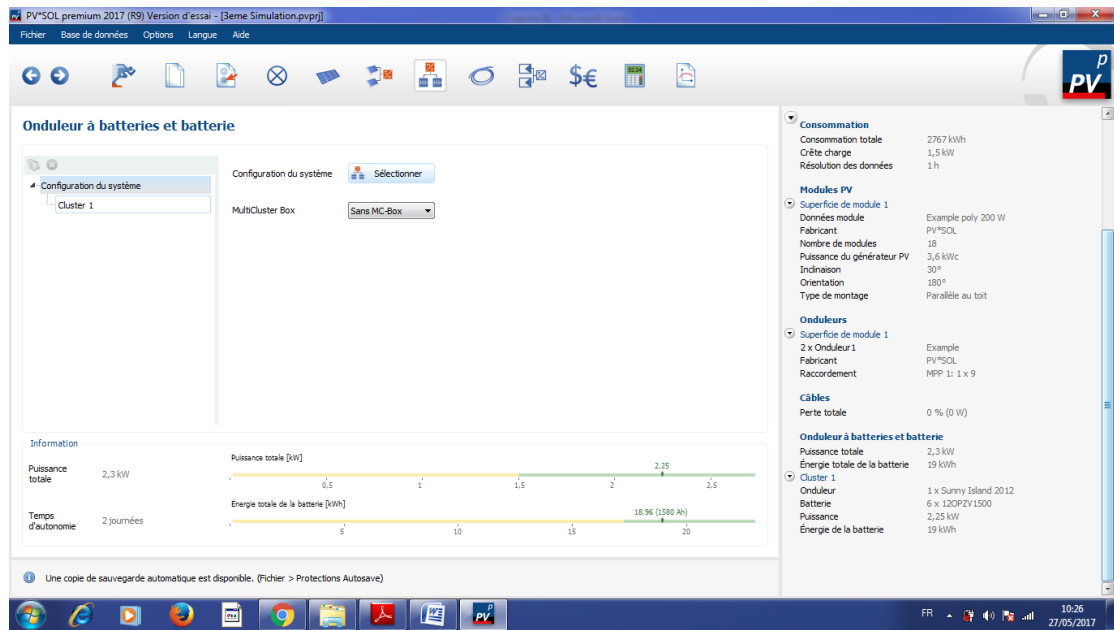 PV*SOL premium 2017 (R9) Version d'essai - [3eme Simulation.pvprj]
Fichier Base de données Options Langue Aide
$€
p
PV
Onduleur à batteries et batterie
Configuration du système
Cluster 1
Configuration du système Sélectionner
MultiCluster Box Sans MC-Box
Information
Puissance totale 2,3 kW
Puissance totale [kW]
2,25
0,5 1 1,5 2 2,5
Temps d'autonomie 2 journées
Énergie totale de la batterie [kWh]
18,96 (1580 Ah)
5 10 15 20
Une copie de sauvegarde automatique est disponible. (Fichier > Protections Autosave)
Consommation
Consommation totale 2767 kWh
Crête charge 1,5 kW
Résolution des données 1 h
Modules PV
Superficie de module 1
Données module Example poly 200 W
Fabricant PV*SOL
Nombre de modules 18
Puissance du générateur PV 3,6 kWc
Inclinaison 30°
Orientation 180°
Type de montage Parallèle au toit
Onduleurs
Superficie de module 1
2 x Onduleur1 Example
Fabricant PV*SOL
Raccordement MPP 1: 1 x 9
Câbles
Perte totale 0 % (0 W)
Onduleur à batteries et batterie
Puissance totale 2,3 kW
Énergie totale de la batterie 19 kWh
Cluster 1
Onduleur 1 x Sunny Island 2012
Batterie 6 x 12OPZV1500
Puissance 2,25 kW
Énergie de la batterie 19 kWh
PV
FR
10:26
27/05/2017